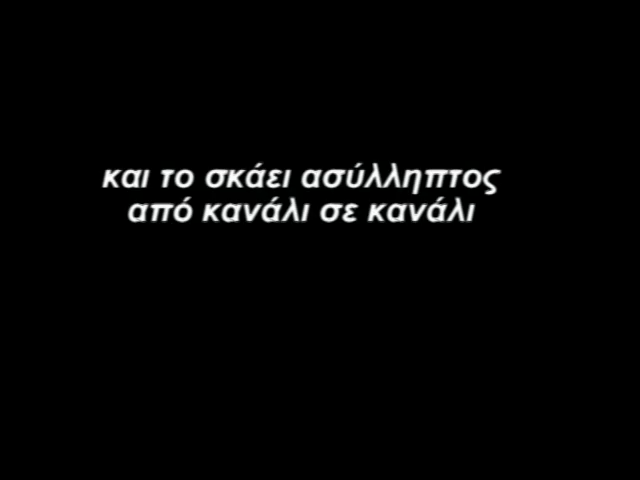 και το σκάει ασύλληπτος
από κανάλι σε κανάλι